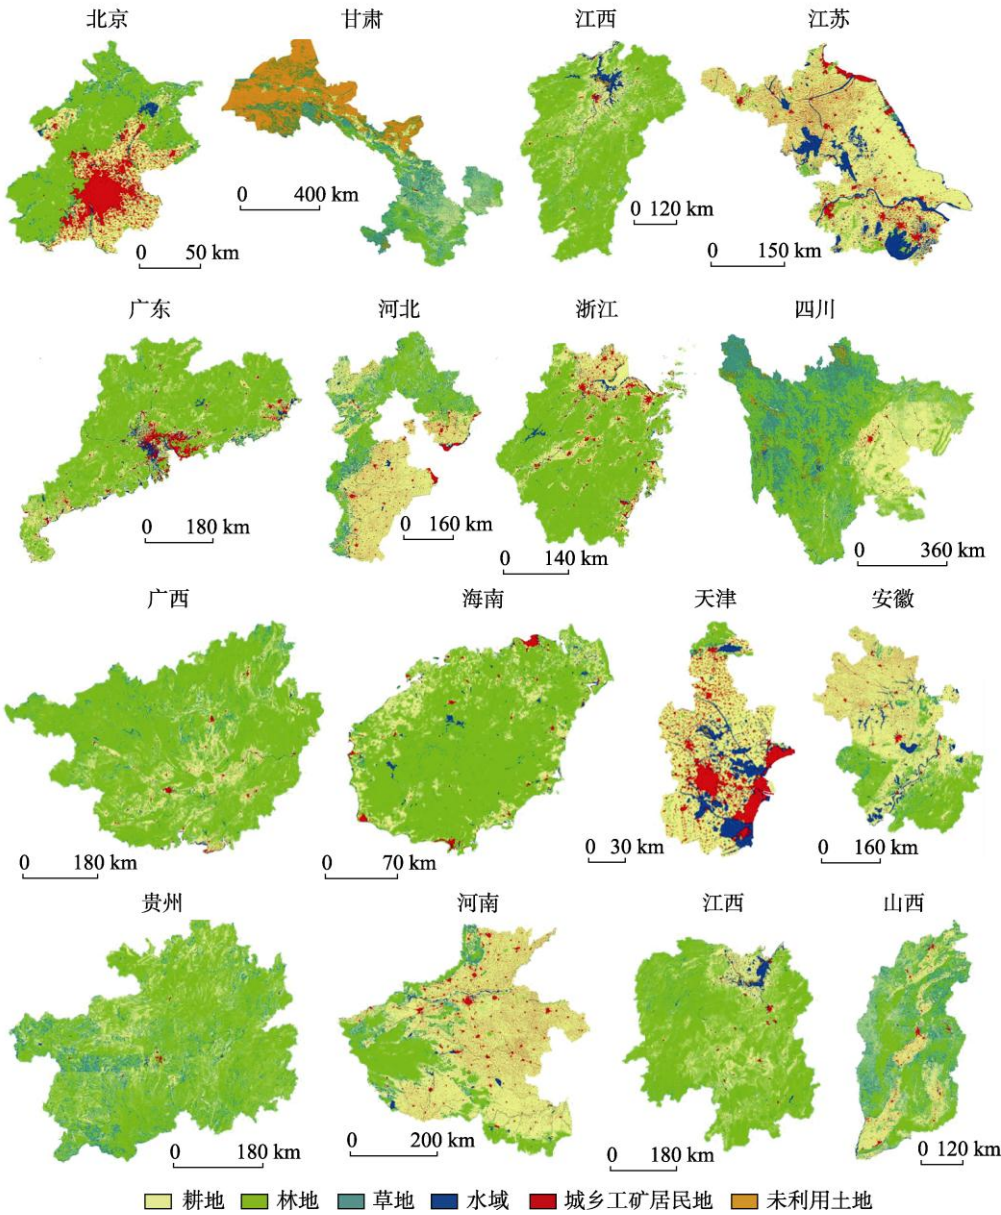 北京 甘肃 江西 江苏
0 400 km
0 120 km
0 50 km
0 150 km
广东 河北 浙江 四川
0 180 km
0 160 km
0 140 km
0 360 km
广西 海南 天津 安徽
0 180 km
0 70 km
0 30 km
0 160 km
贵州 河南 江西 山西
0 180 km
0 200 km
0 180 km
0 120 km
耕地 林地 草地 水域 城乡工矿居民地 未利用土地